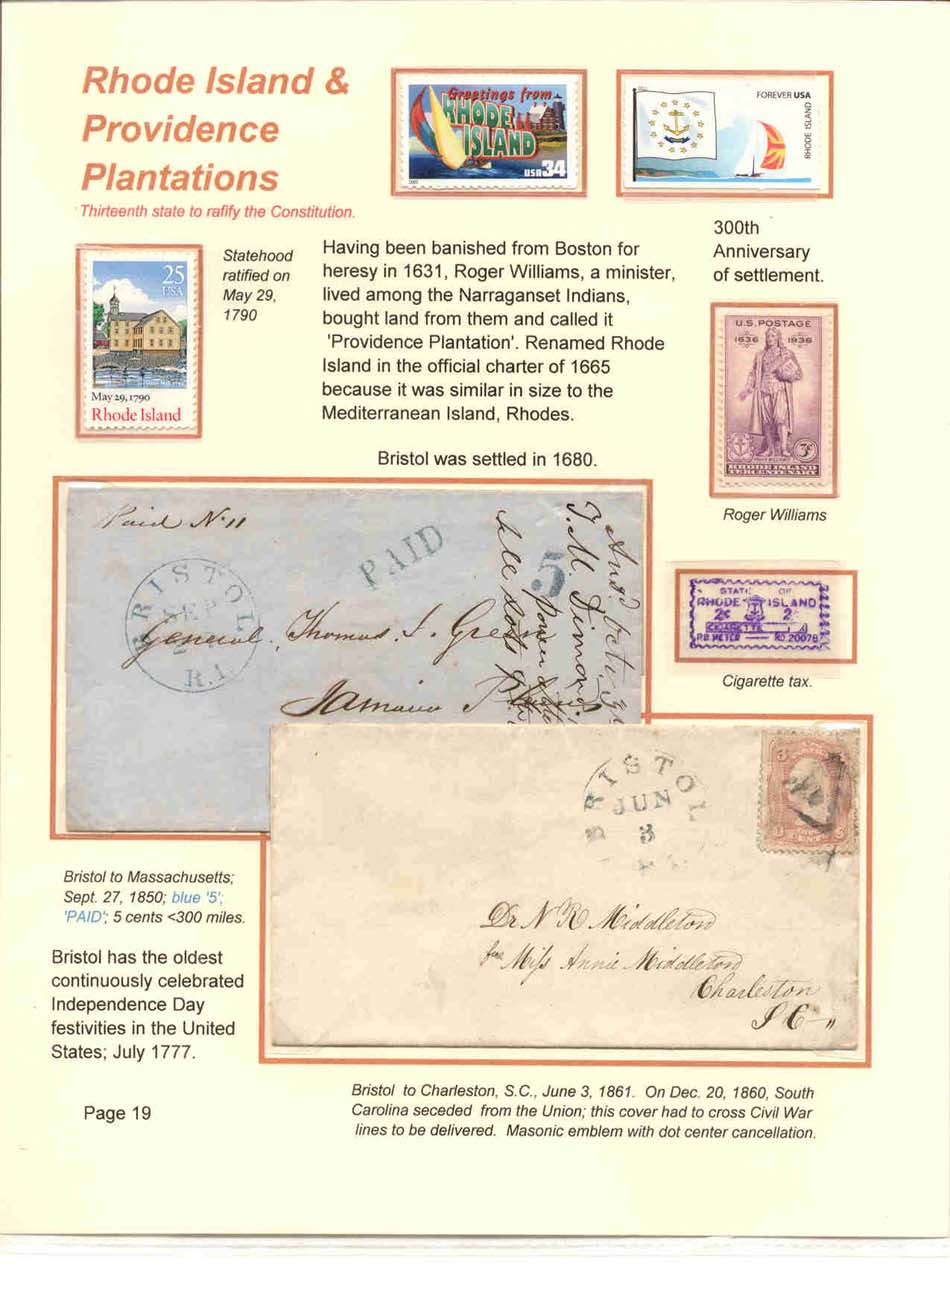 Rhode Island &
Providence
Plantations
Thirteenth state to rafify the Constitution.
Greetings from
RHODE
ISLAND
USA 34
FOREVER USA
RHODE ISLAND
25
USA
May 29, 1790
Rhode Island
Statehood
ratified on
May 29,
1790
Having been banished from Boston for
heresy in 1631, Roger Williams, a minister,
lived among the Narraganset Indians,
bought land from them and called it
'Providence Plantation'. Renamed Rhode
Island in the official charter of 1665
because it was similar in size to the
Mediterranean Island, Rhodes.
300th
Anniversary
of settlement.
U.S. POSTAGE
1636 1936
3¢
RHODE ISLAND
TERCENTENARY
Roger Williams
Bristol was settled in 1680.
Paid No 11
PAID
5
BRISTOL
SEP
R.I.
General Thomas J. Green
Jamaica
STATE OF
RHODE ISLAND
2c 2c
CIGARETTE
P.B. METER NO. 20078
Cigarette tax.
BRISTOL
JUN
3
Dr N R Middleton
for Miss Annie Middleton
Charleston
S C
Bristol to Massachusetts;
Sept. 27, 1850; blue '5';
'PAID'; 5 cents <300 miles.
Bristol has the oldest
continuously celebrated
Independence Day
festivities in the United
States; July 1777.
Bristol to Charleston, S.C., June 3, 1861. On Dec. 20, 1860, South
Carolina seceded from the Union; this cover had to cross Civil War
lines to be delivered. Masonic emblem with dot center cancellation.
Page 19